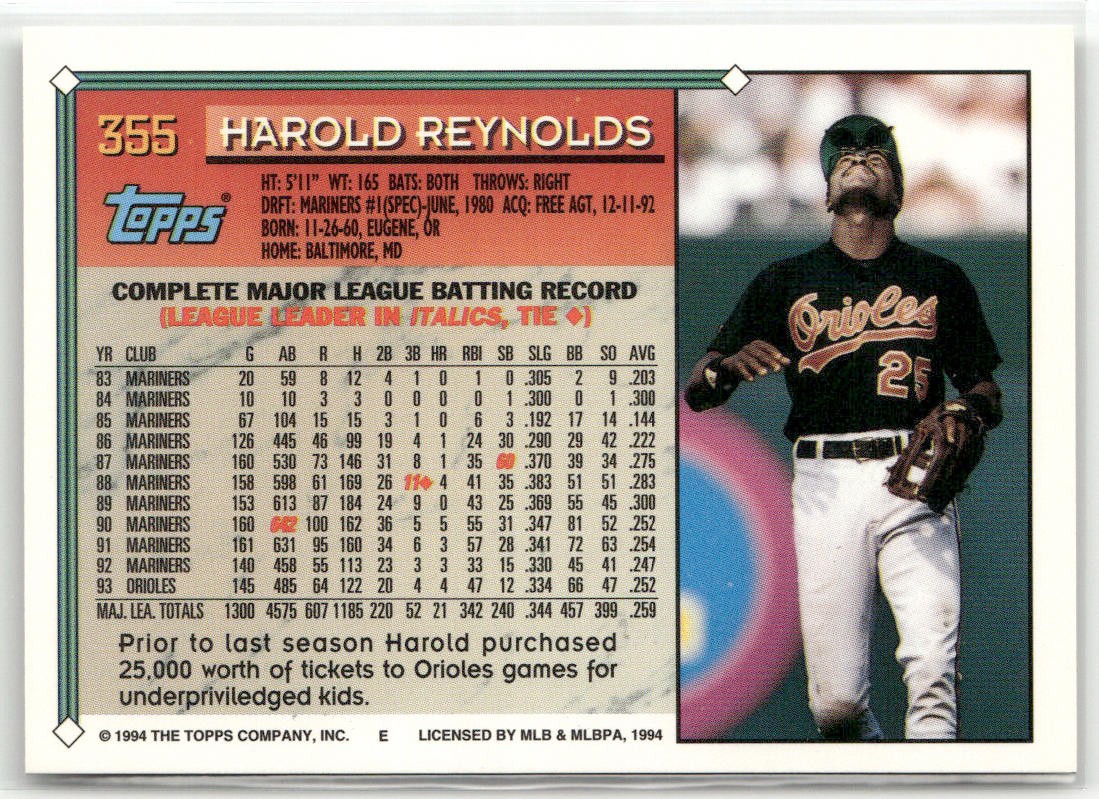 355 HAROLD REYNOLDS
Topps®
HT: 5'11" WT: 165 BATS: BOTH THROWS: RIGHT
DRFT: MARINERS #1(SPEC)-JUNE, 1980 ACQ: FREE AGT, 12-11-92
BORN: 11-26-60, EUGENE, OR
HOME: BALTIMORE, MD
COMPLETE MAJOR LEAGUE BATTING RECORD
(LEAGUE LEADER IN ITALICS, TIE ♦)
YR CLUB G AB R H 2B 3B HR RBI SB SLG BB SO AVG
83 MARINERS 20 59 8 12 4 1 0 1 0 .305 2 9 .203
84 MARINERS 10 10 3 3 0 0 0 0 1 .300 0 1 .300
85 MARINERS 67 104 15 15 3 1 0 6 3 .192 17 14 .144
86 MARINERS 126 445 46 99 19 4 1 24 30 .290 29 42 .222
87 MARINERS 160 530 73 146 31 8 1 35 60 .370 39 34 .275
88 MARINERS 158 598 61 169 26 11♦ 4 41 35 .383 51 51 .283
89 MARINERS 153 613 87 184 24 9 0 43 25 .369 55 45 .300
90 MARINERS 160 642 100 162 36 5 5 55 31 .347 81 52 .252
91 MARINERS 161 631 95 160 34 6 3 57 28 .341 72 63 .254
92 MARINERS 140 458 55 113 23 3 3 33 15 .330 45 41 .247
93 ORIOLES 145 485 64 122 20 4 4 47 12 .334 66 47 .252
MAJ. LEA. TOTALS 1300 4575 607 1185 220 52 21 342 240 .344 457 399 .259
Prior to last season Harold purchased
25,000 worth of tickets to Orioles games for
underpriviledged kids.
© 1994 THE TOPPS COMPANY, INC. E LICENSED BY MLB & MLBPA, 1994
Orioles
25